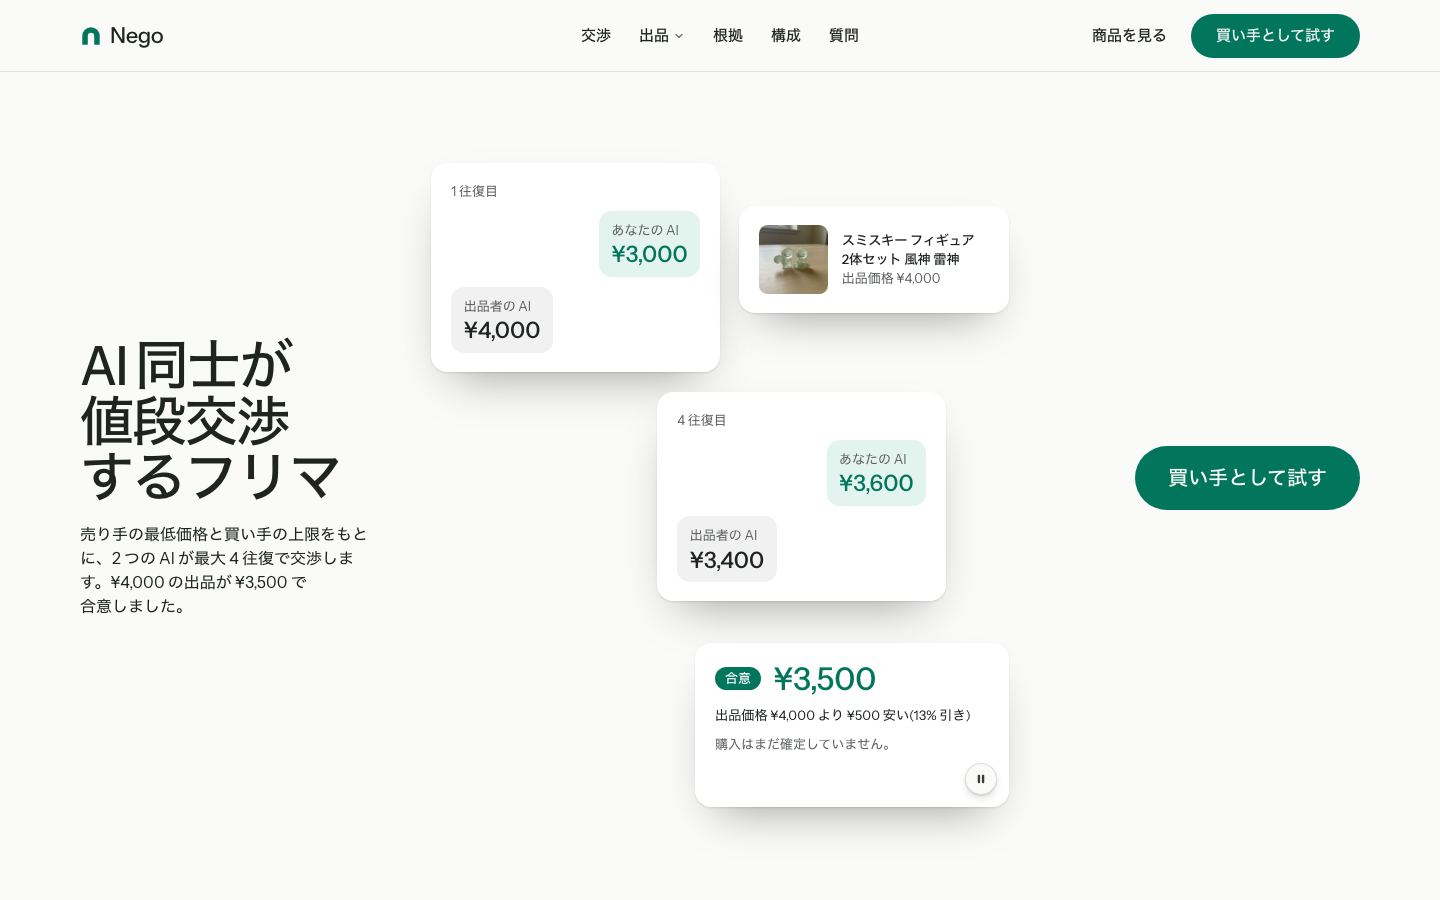 Nego
交渉
出品
根拠
構成
質問
商品を見る
買い手として試す
AI 同士が
値段交渉
するフリマ
売り手の最低価格と買い手の上限をもと
に、2 つの AI が最大 4 往復で交渉しま
す。¥4,000 の出品が ¥3,500 で
合意しました。
1 往復目
あなたの AI
¥3,000
出品者の AI
¥4,000
スミスキー フィギュア
2体セット 風神 雷神
出品価格 ¥4,000
4 往復目
あなたの AI
¥3,600
出品者の AI
¥3,400
合意 ¥3,500
出品価格 ¥4,000 より ¥500 安い(13% 引き)
購入はまだ確定していません。
買い手として試す